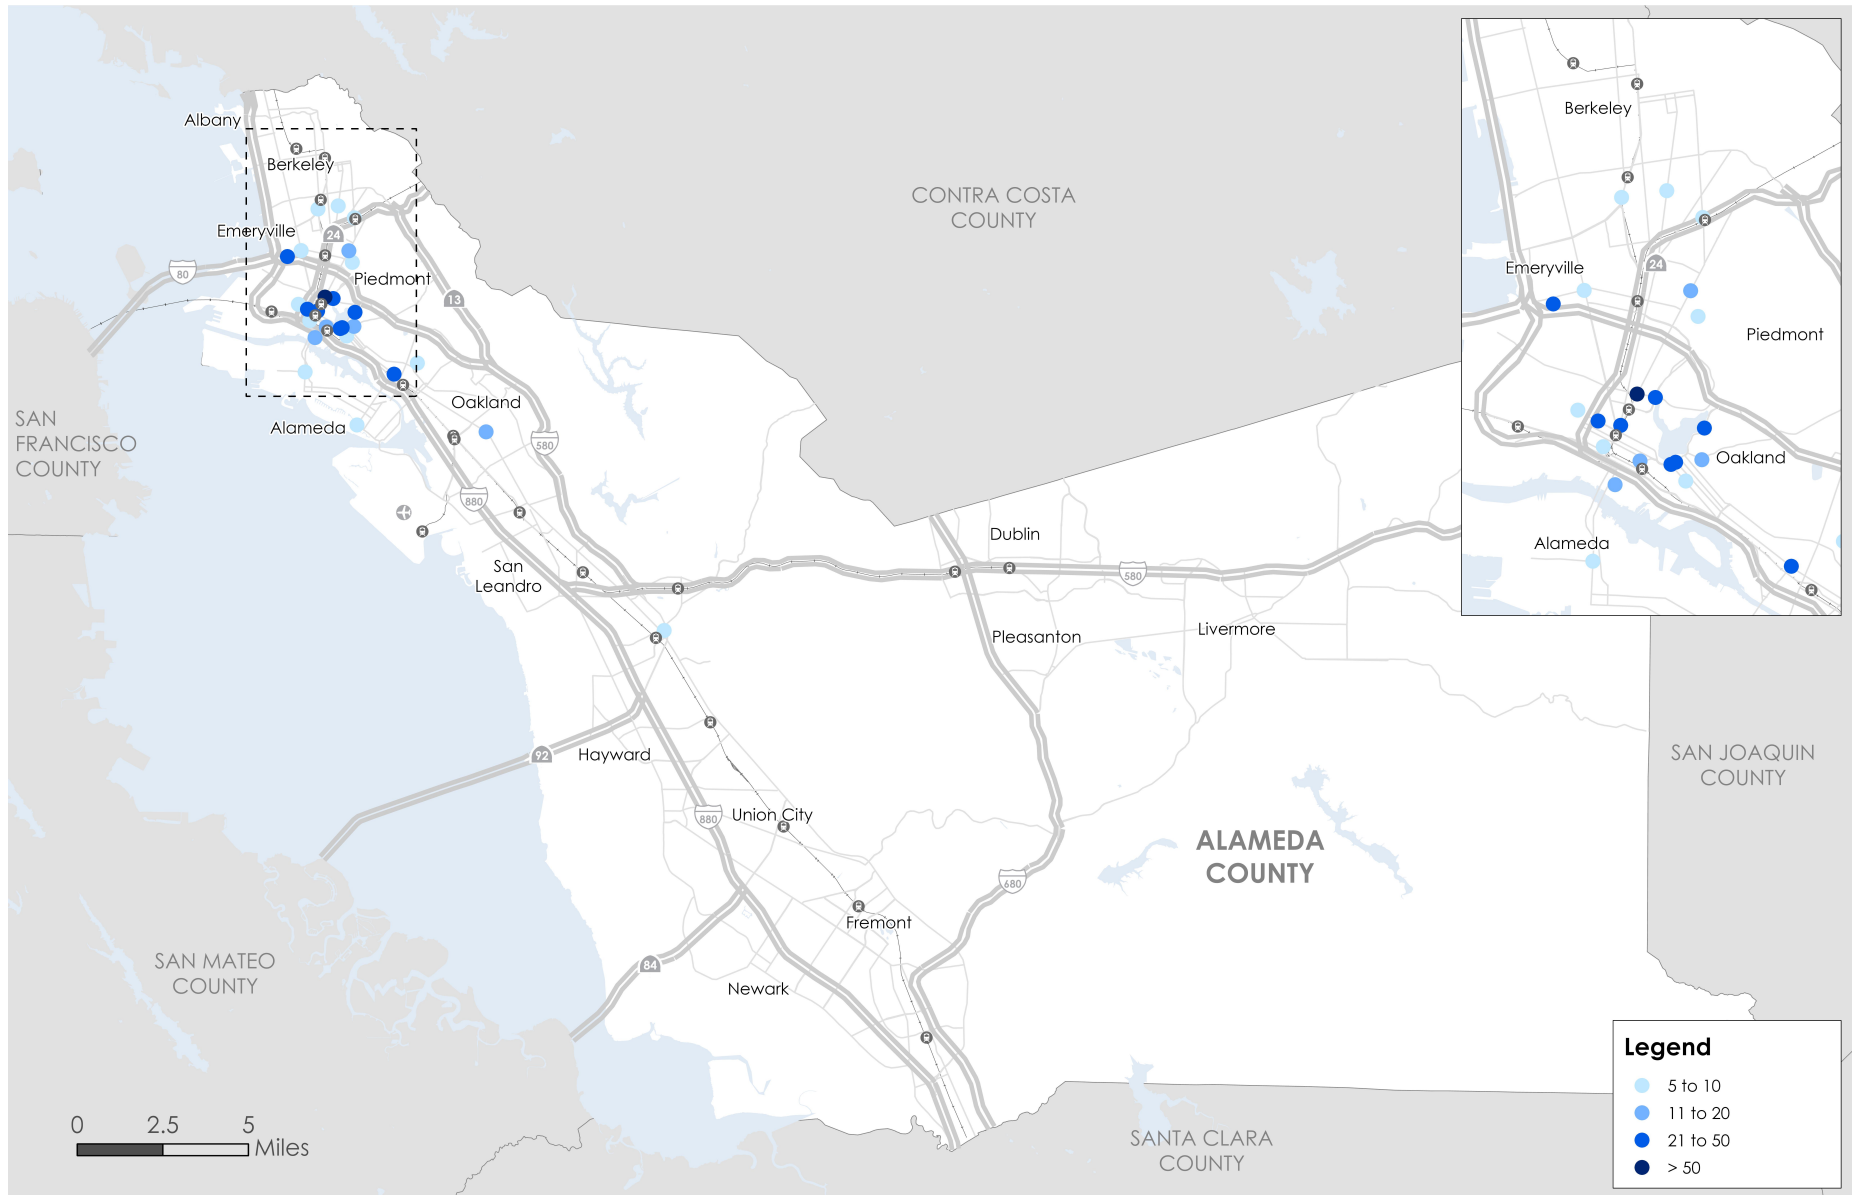 Albany
Berkeley
Emeryville
24
80
Piedmont
13
CONTRA COSTA
COUNTY
SAN
FRANCISCO
COUNTY
Oakland
Alameda
580
880
San
Leandro
Dublin
580
Pleasanton
Livermore
92
Hayward
880
Union City
ALAMEDA
COUNTY
680
Fremont
84
Newark
SAN MATEO
COUNTY
SAN JOAQUIN
COUNTY
SANTA CLARA
COUNTY
0 2.5 5
Miles
Berkeley
Emeryville
24
Piedmont
Oakland
Alameda
Legend
5 to 10
11 to 20
21 to 50
> 50